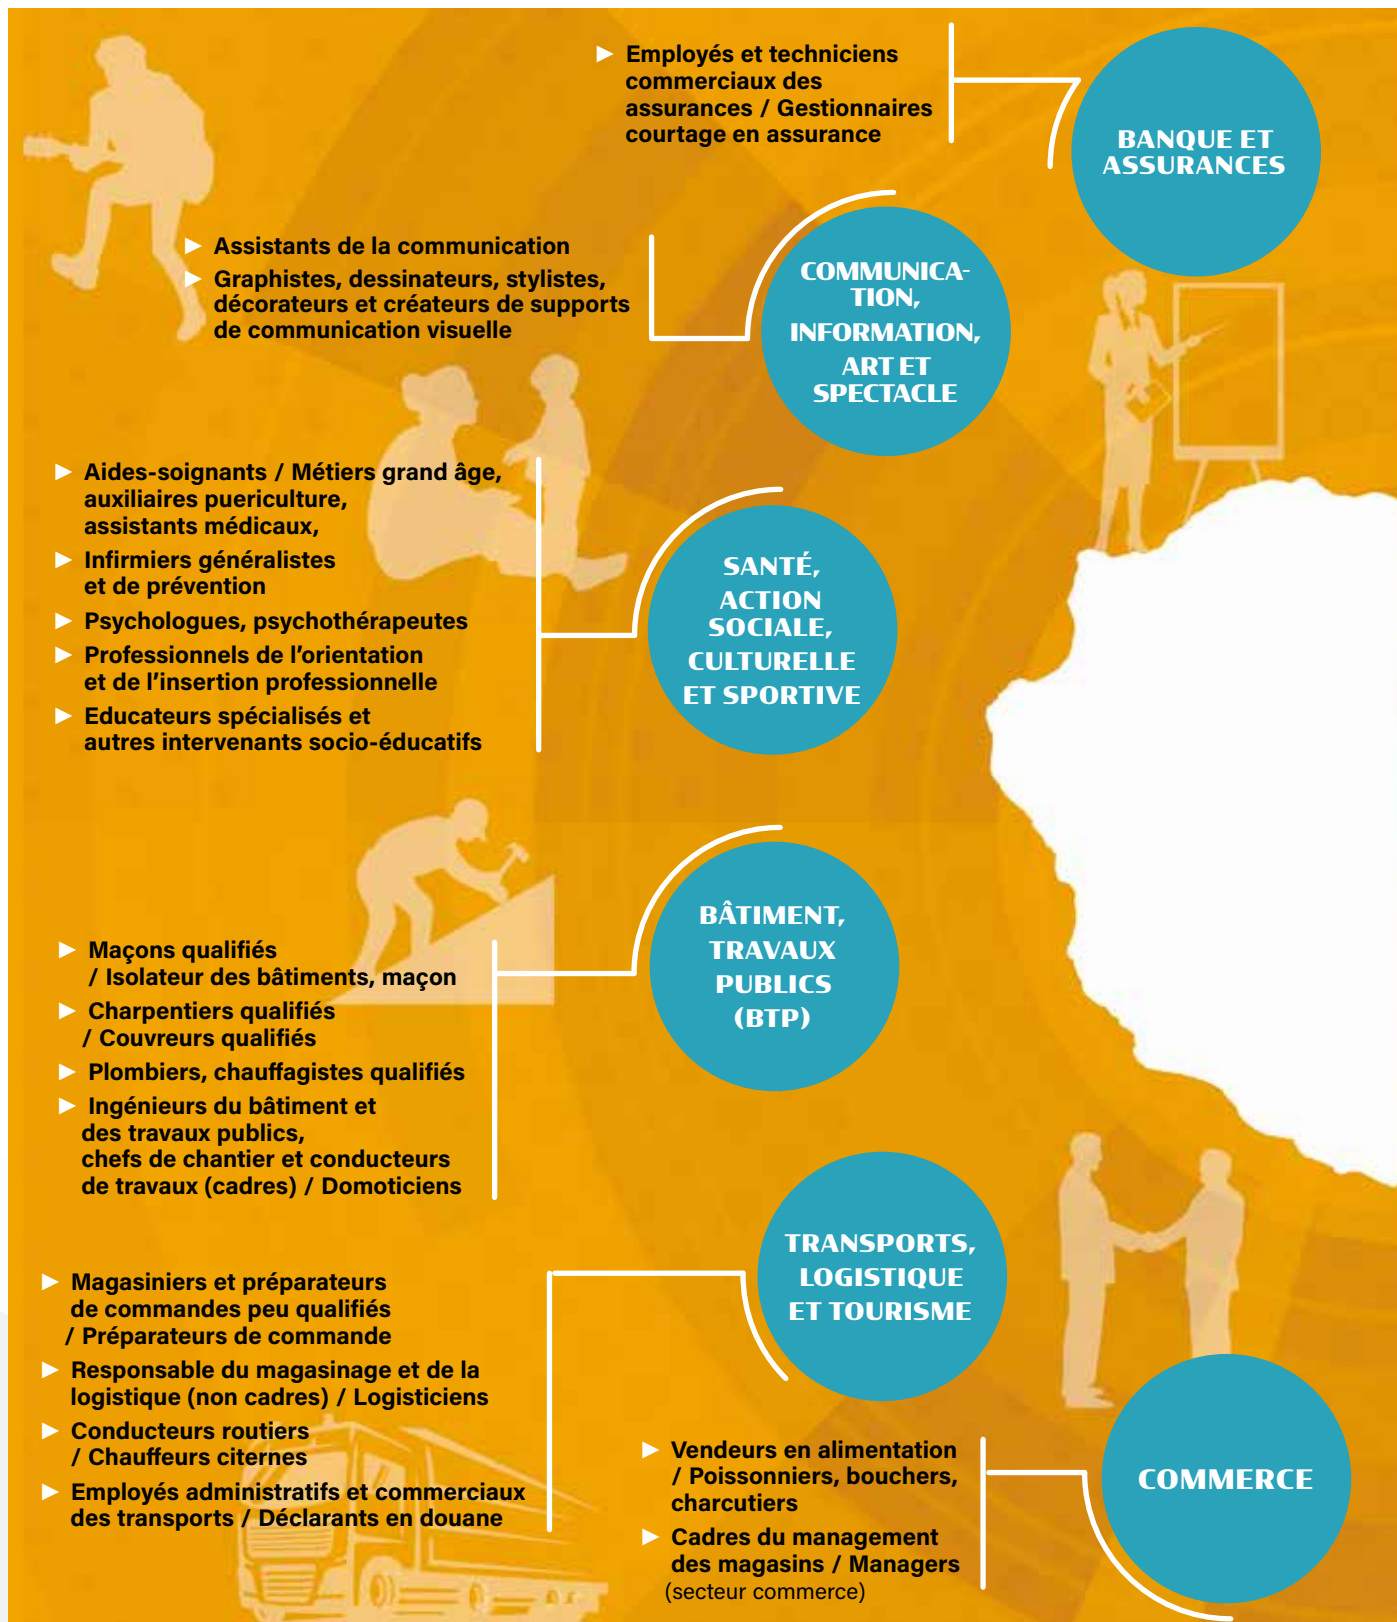 Employés et techniciens
commerciaux des
assurances / Gestionnaires
courtage en assurance
BANQUE ET
ASSURANCES
Assistants de la communication
Graphistes, dessinateurs, stylistes,
décorateurs et créateurs de supports
de communication visuelle
COMMUNICA-
TION,
INFORMATION,
ART ET
SPECTACLE
Aides-soignants / Métiers grand âge,
auxiliaires puericulture,
assistants médicaux,
Infirmiers généralistes
et de prévention
Psychologues, psychothérapeutes
Professionnels de l'orientation
et de l'insertion professionnelle
Educateurs spécialisés et
autres intervenants socio-éducatifs
SANTÉ,
ACTION
SOCIALE,
CULTURELLE
ET SPORTIVE
Maçons qualifiés
/ Isolateur des bâtiments, maçon
Charpentiers qualifiés
/ Couvreurs qualifiés
Plombiers, chauffagistes qualifiés
Ingénieurs du bâtiment et
des travaux publics,
chefs de chantier et conducteurs
de travaux (cadres) / Domoticiens
BÂTIMENT,
TRAVAUX
PUBLICS
(BTP)
Magasiniers et préparateurs
de commandes peu qualifiés
/ Préparateurs de commande
Responsable du magasinage et de la
logistique (non cadres) / Logisticiens
Conducteurs routiers
/ Chauffeurs citernes
Employés administratifs et commerciaux
des transports / Déclarants en douane
TRANSPORTS,
LOGISTIQUE
ET TOURISME
Vendeurs en alimentation
/ Poissonniers, bouchers,
charcutiers
Cadres du management
des magasins / Managers
(secteur commerce)
COMMERCE